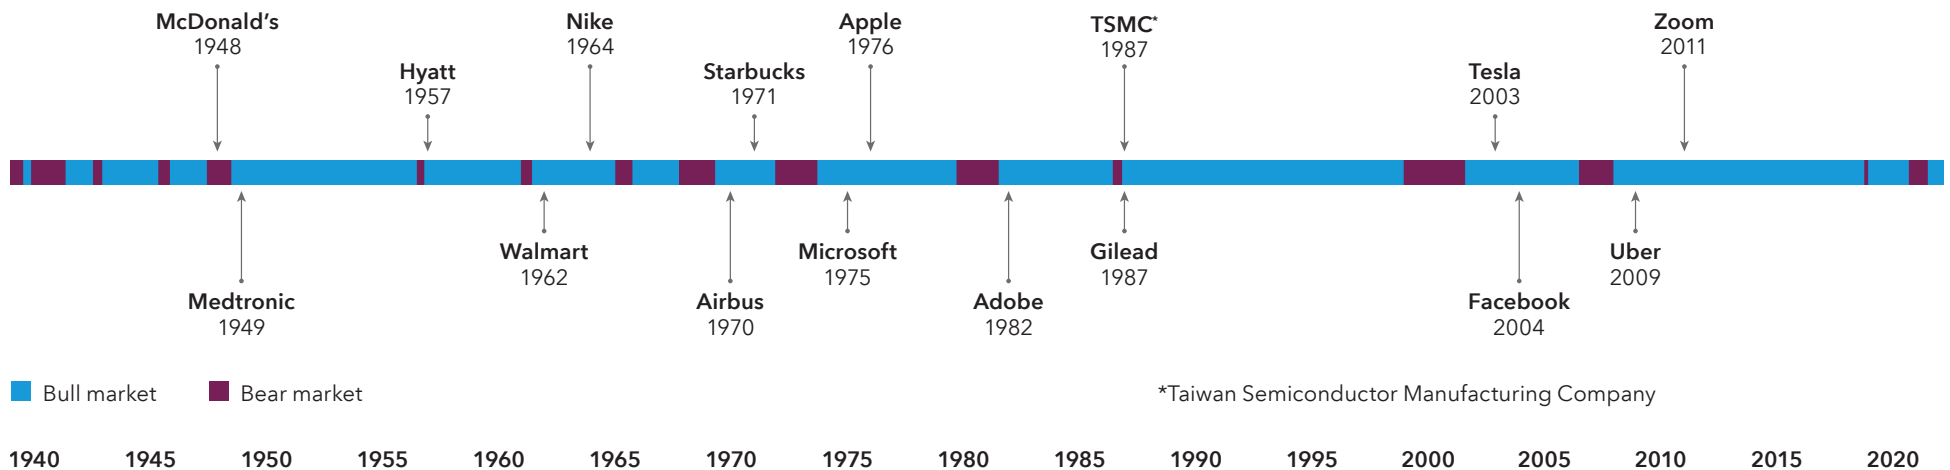 McDonald's
1948
Hyatt
1957
Nike
1964
Starbucks
1971
Apple
1976
TSMC*
1987
Tesla
2003
Zoom
2011
Medtronic
1949
Walmart
1962
Airbus
1970
Microsoft
1975
Adobe
1982
Gilead
1987
Facebook
2004
Uber
2009
Bull market
Bear market
*Taiwan Semiconductor Manufacturing Company
1940 1945 1950 1955 1960 1965 1970 1975 1980 1985 1990 1995 2000 2005 2010 2015 2020